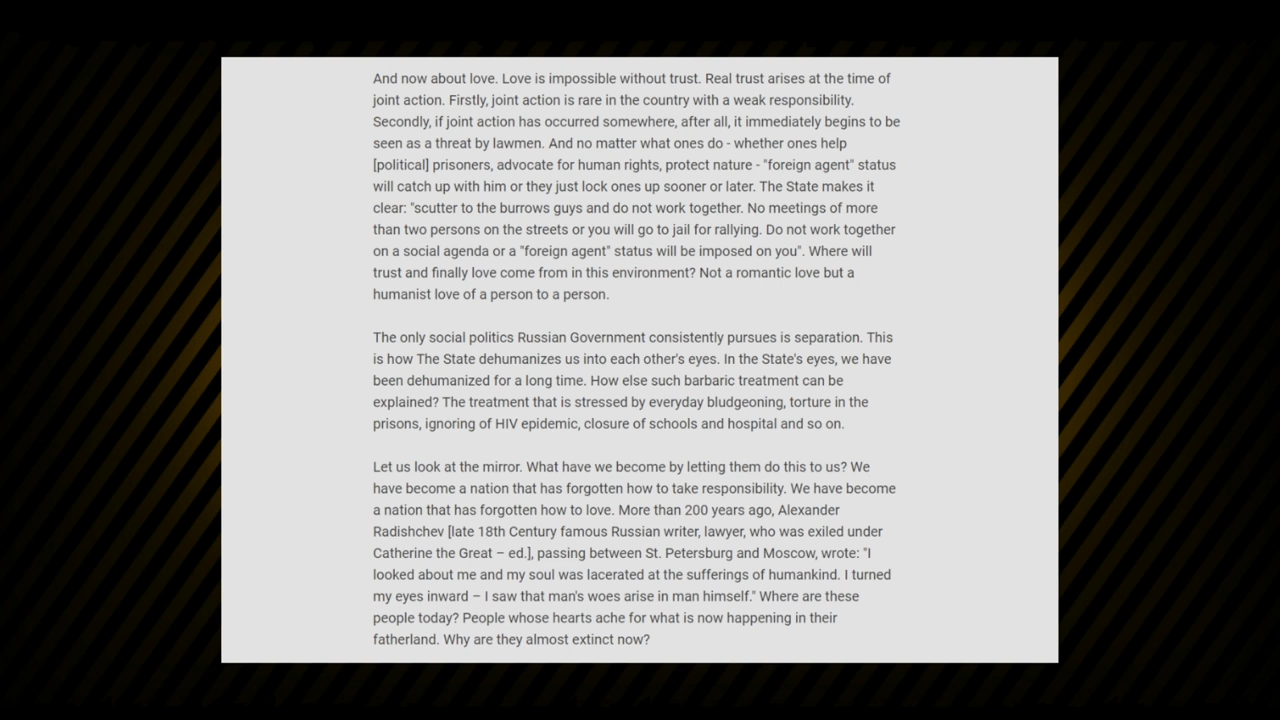 And now about love. Love is impossible without trust. Real trust arises at the time of
joint action. Firstly, joint action is rare in the country with a weak responsibility.
Secondly, if joint action has occurred somewhere, after all, it immediately begins to be
seen as a threat by lawmen. And no matter what ones do - whether ones help
[political] prisoners, advocate for human rights, protect nature - "foreign agent" status
will catch up with him or they just lock ones up sooner or later. The State makes it
clear: "scutter to the burrows guys and do not work together. No meetings of more
than two persons on the streets or you will go to jail for rallying. Do not work together
on a social agenda or a "foreign agent" status will be imposed on you". Where will
trust and finally love come from in this environment? Not a romantic love but a
humanist love of a person to a person.
The only social politics Russian Government consistently pursues is separation. This
is how The State dehumanizes us into each other's eyes. In the State's eyes, we have
been dehumanized for a long time. How else such barbaric treatment can be
explained? The treatment that is stressed by everyday bludgeoning, torture in the
prisons, ignoring of HIV epidemic, closure of schools and hospital and so on.
Let us look at the mirror. What have we become by letting them do this to us? We
have become a nation that has forgotten how to take responsibility. We have become
a nation that has forgotten how to love. More than 200 years ago, Alexander
Radishchev [late 18th Century famous Russian writer, lawyer, who was exiled under
Catherine the Great – ed.], passing between St. Petersburg and Moscow, wrote: "I
looked about me and my soul was lacerated at the sufferings of humankind. I turned
my eyes inward – I saw that man's woes arise in man himself." Where are these
people today? People whose hearts ache for what is now happening in their
fatherland. Why are they almost extinct now?